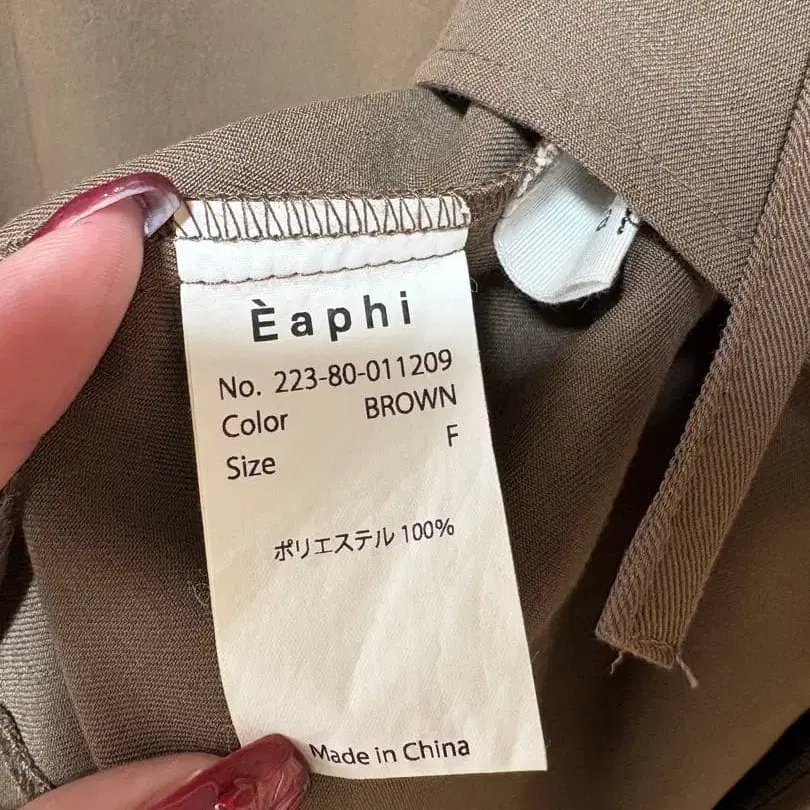 Èaphi
No. 223-80-011209
Color BROWN
Size F
ポリエステル 100%
Made in China